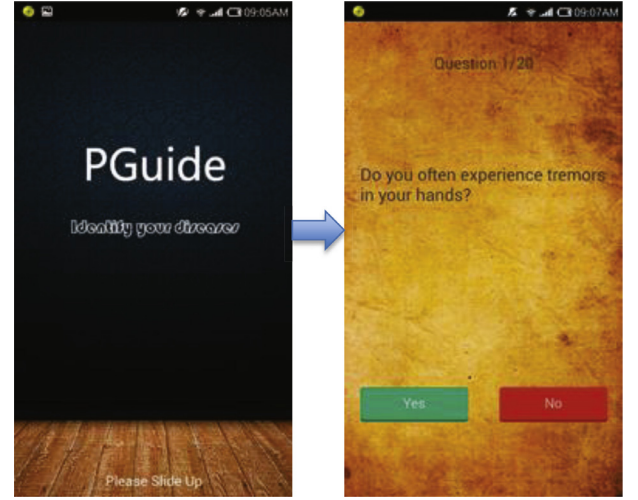 09:05AM
PGuide
Identify your diseases
Please Slide Up
09:07AM
Question 1/20
Do you often experience tremors
in your hands?
Yes
No